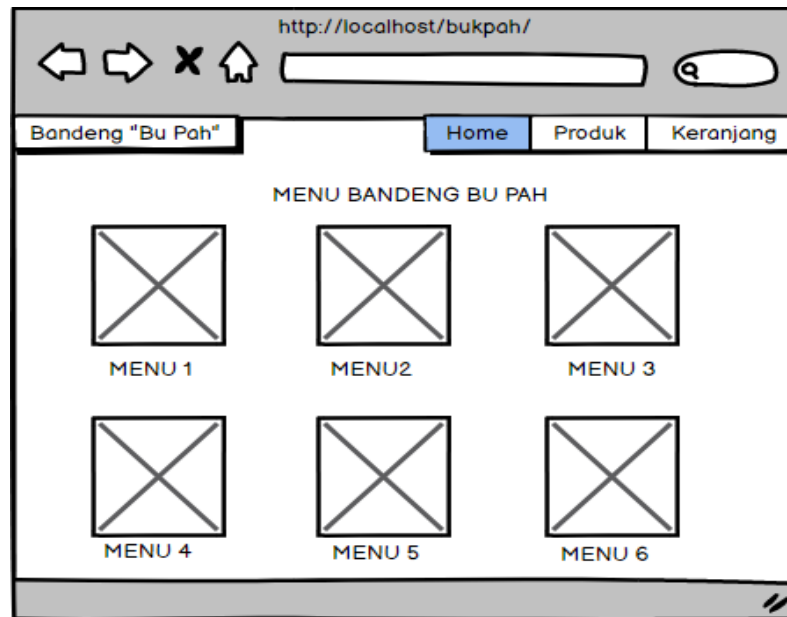 http://localhost/bukpah/
Bandeng "Bu Pah" Home Produk Keranjang
MENU BANDENG BU PAH
MENU 1 MENU2 MENU 3
MENU 4 MENU 5 MENU 6